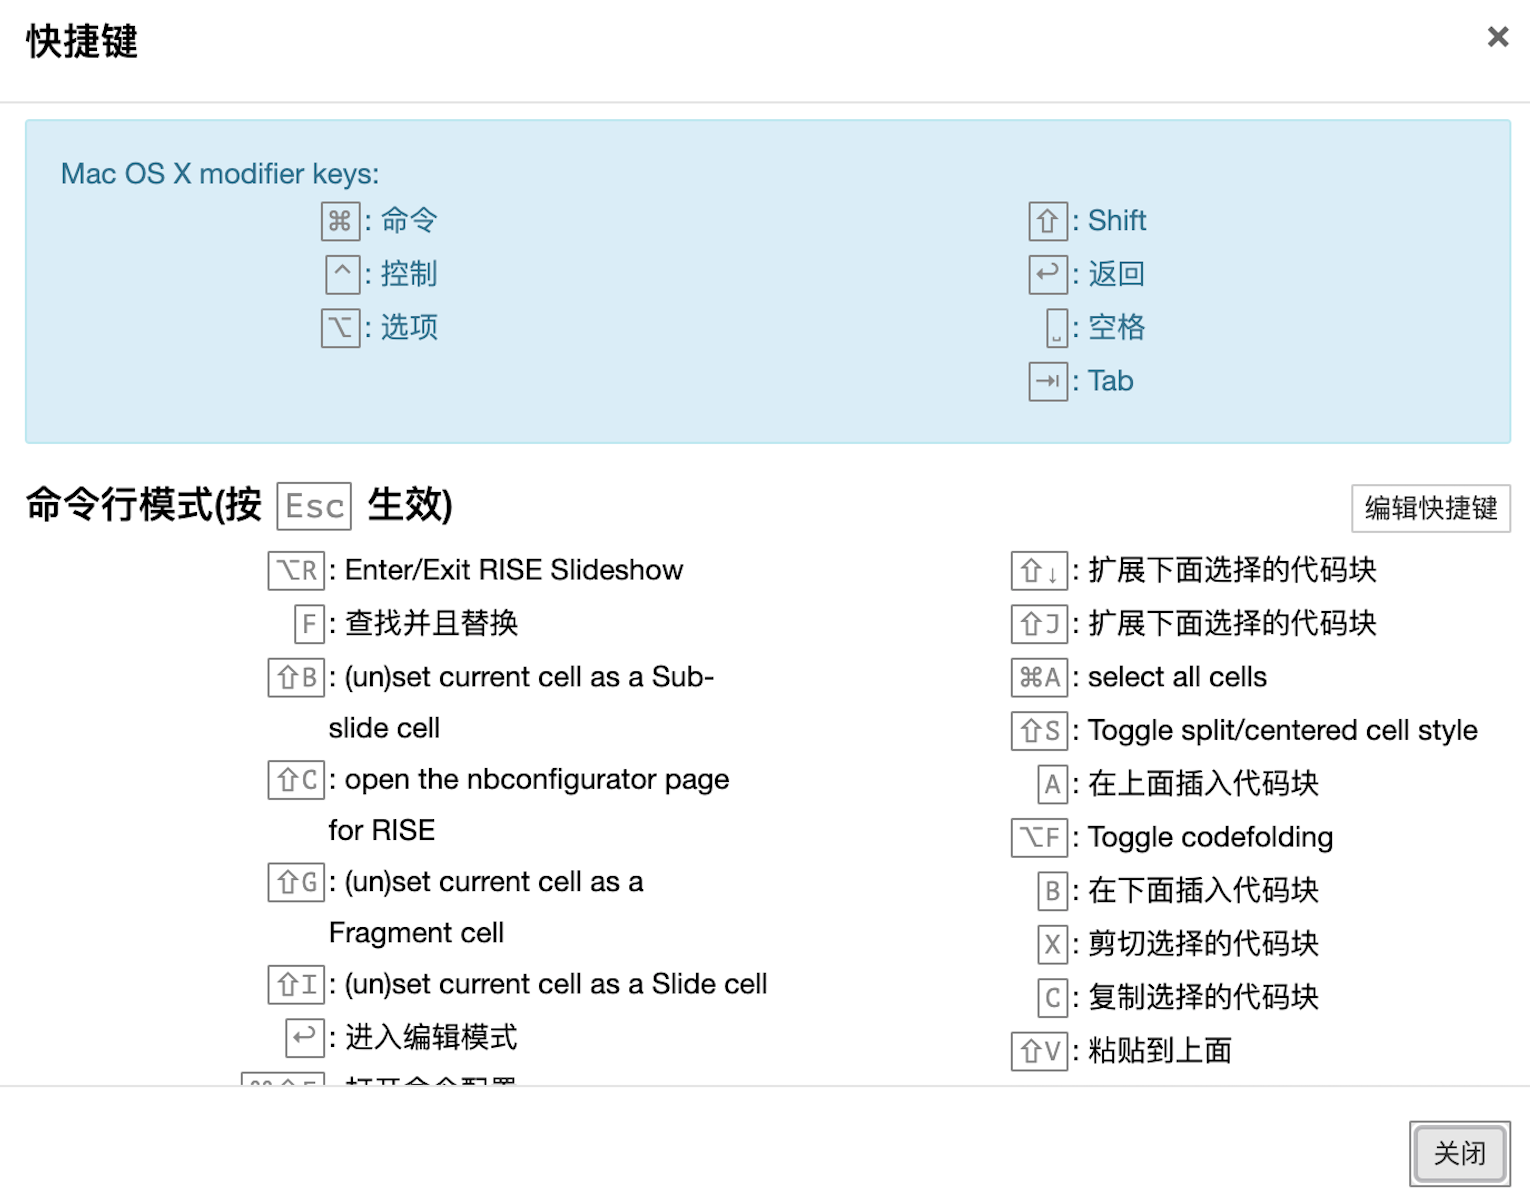 快捷键
×
Mac OS X modifier keys:
⌘ : 命令
^ : 控制
⌥ : 选项
⇧ : Shift
↩ : 返回
␣ : 空格
⇥ : Tab
命令行模式(按 Esc 生效)
编辑快捷键
⌥R : Enter/Exit RISE Slideshow
F : 查找并且替换
⇧B : (un)set current cell as a Sub-
slide cell
⇧C : open the nbconfigurator page
for RISE
⇧G : (un)set current cell as a
Fragment cell
⇧I : (un)set current cell as a Slide cell
↩ : 进入编辑模式
⇧↓ : 扩展下面选择的代码块
⇧J : 扩展下面选择的代码块
⌘A : select all cells
⇧S : Toggle split/centered cell style
A : 在上面插入代码块
⌥F : Toggle codefolding
B : 在下面插入代码块
X : 剪切选择的代码块
C : 复制选择的代码块
⇧V : 粘贴到上面
关闭